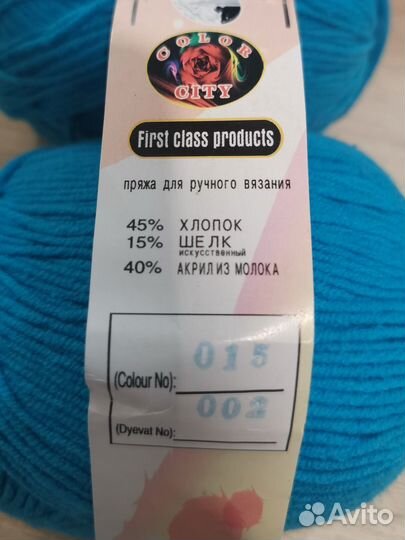 COLOR
CITY
First class products
пряжа для ручного вязания
45% ХЛОПОК
15% ШЕЛК
искусственный
40% АКРИЛ ИЗ МОЛОКА
015
(Colour No):
002
(Dyevat No):
Avito